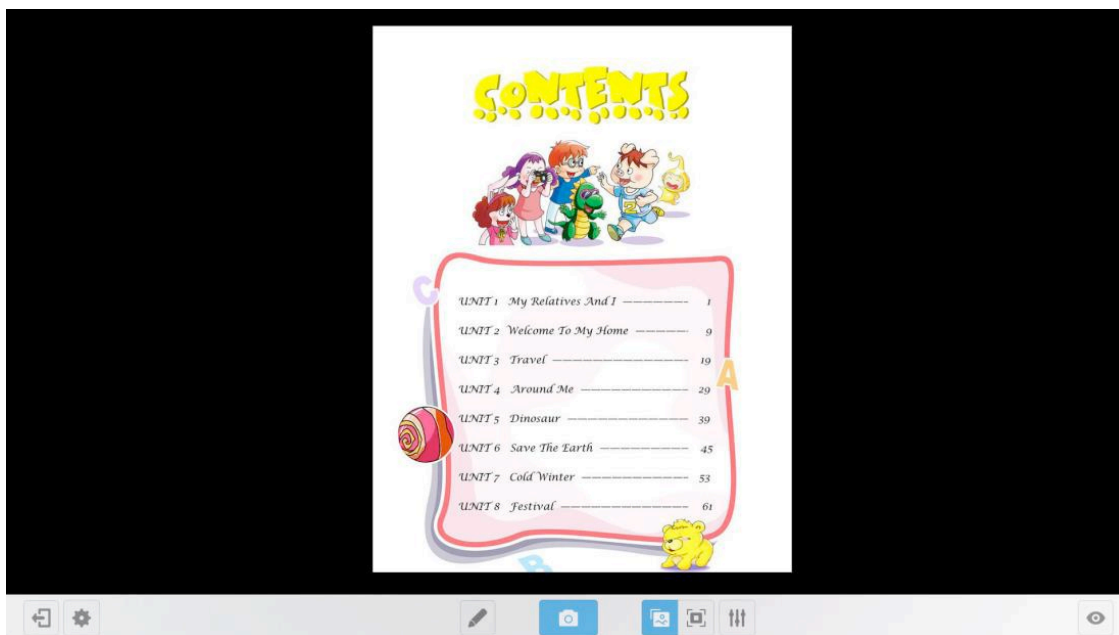 CONTENTS
UNIT 1 My Relatives And I ——————— 1
UNIT 2 Welcome To My Home —————— 9
UNIT 3 Travel —————————————— 19
UNIT 4 Around Me ——————————— 29
UNIT 5 Dinosaur ————————————— 39
UNIT 6 Save The Earth ————————— 45
UNIT 7 Cold Winter ——————————— 53
UNIT 8 Festival ————————————— 61
C
A
B
2